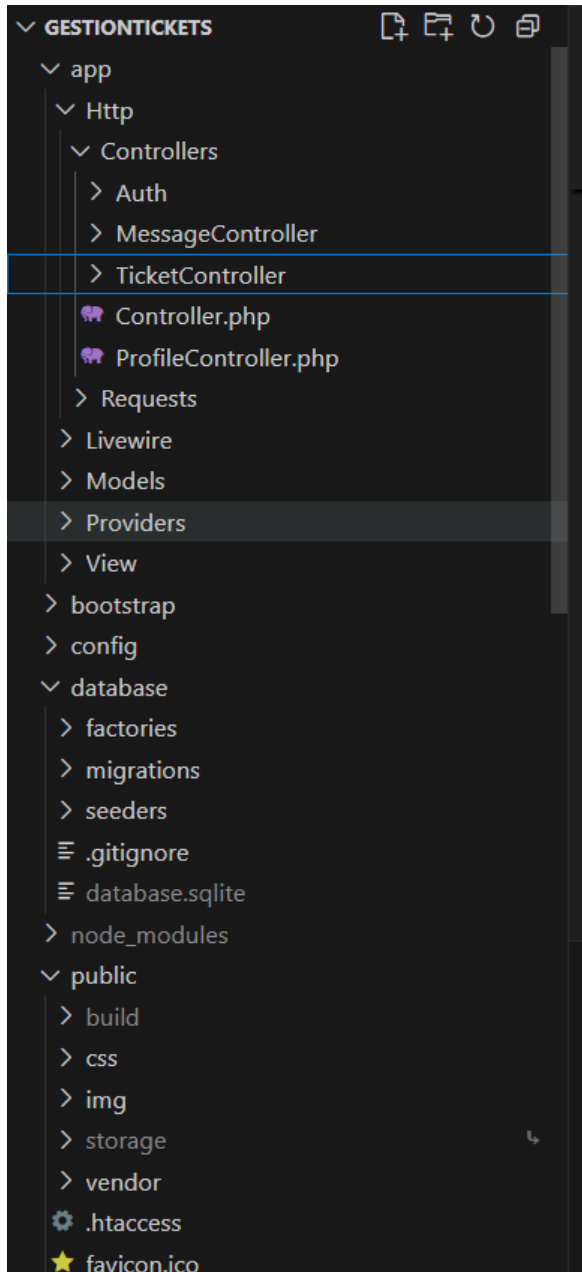 GESTIONTICKETS
app
Http
Controllers
Auth
MessageController
TicketController
Controller.php
ProfileController.php
Requests
Livewire
Models
Providers
View
bootstrap
config
database
factories
migrations
seeders
.gitignore
database.sqlite
node_modules
public
build
css
img
storage
vendor
.htaccess
favicon.ico